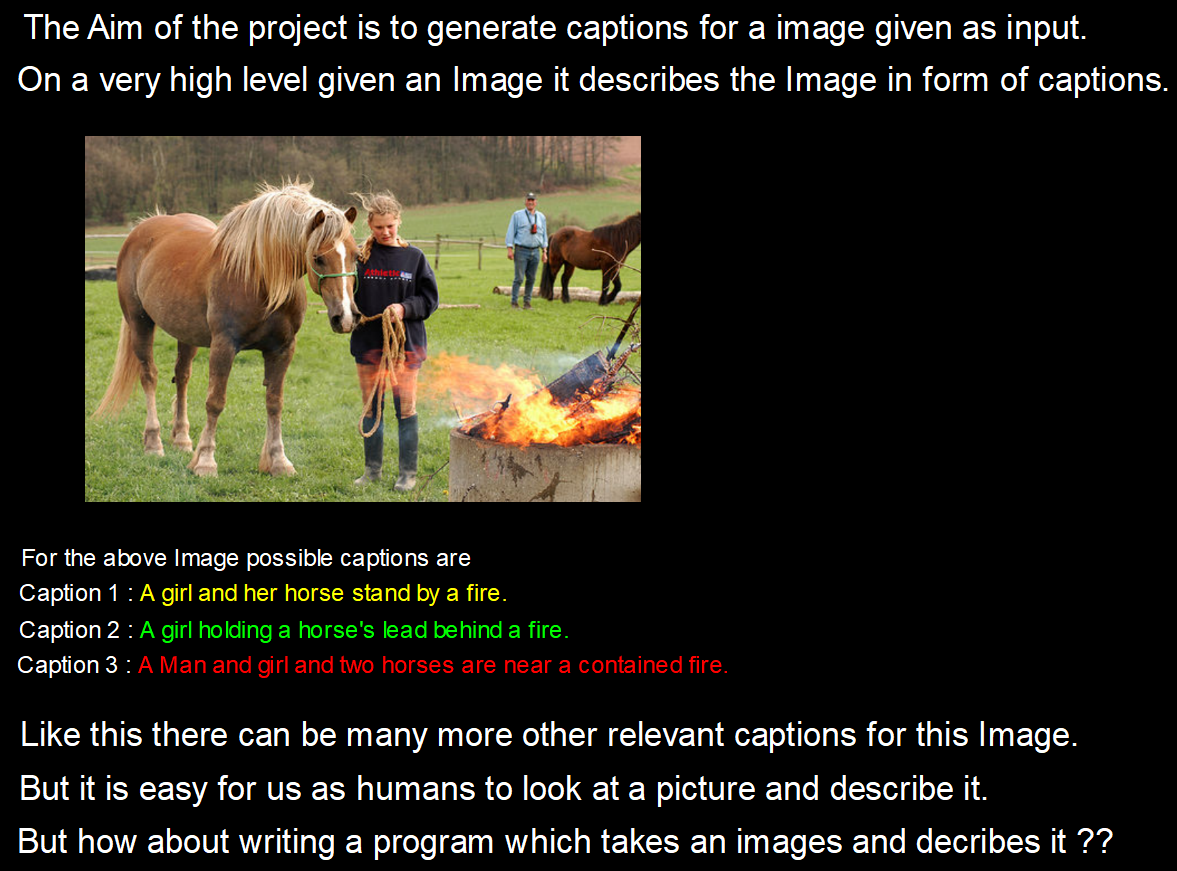 The Aim of the project is to generate captions for a image given as input.
On a very high level given an Image it describes the Image in form of captions.
Athletic
For the above Image possible captions are
Caption 1 : A girl and her horse stand by a fire.
Caption 2 : A girl holding a horse's lead behind a fire.
Caption 3 : A Man and girl and two horses are near a contained fire.
Like this there can be many more other relevant captions for this Image.
But it is easy for us as humans to look at a picture and describe it.
But how about writing a program which takes an images and decribes it ??